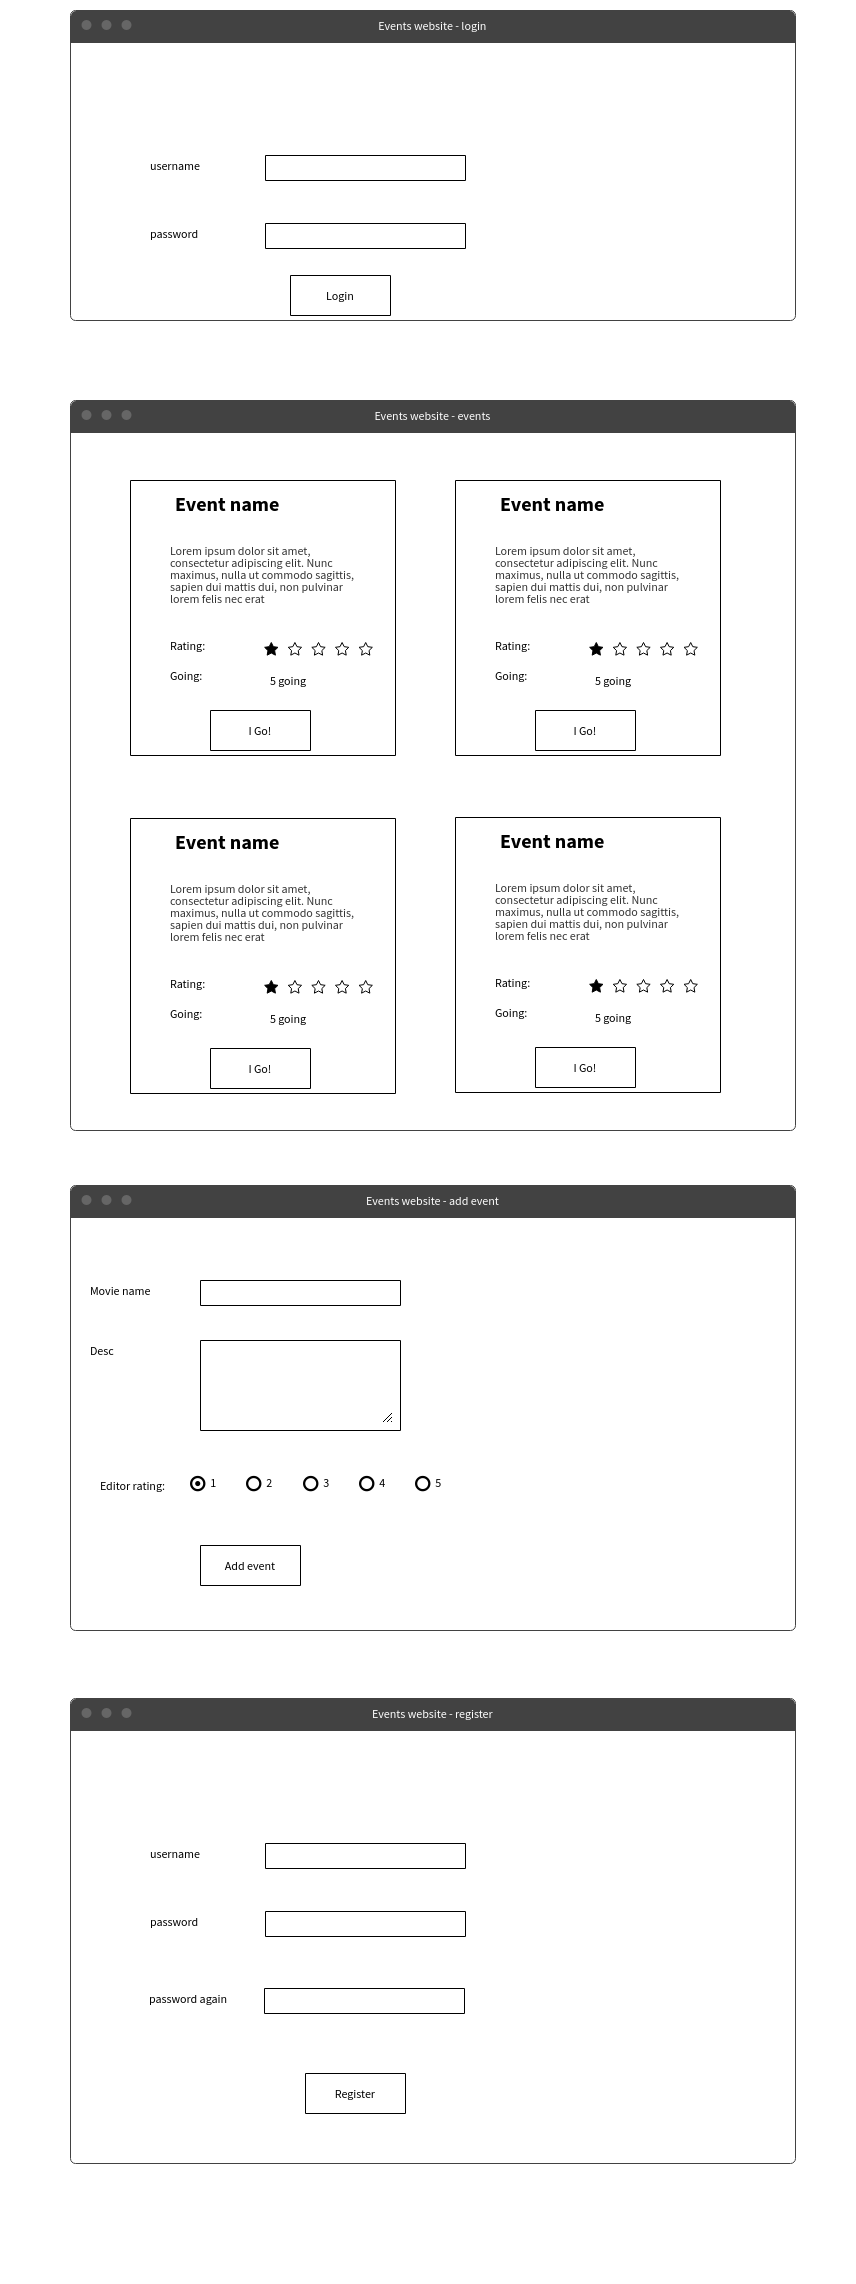 Events website - login
username
password
Login
Events website - events
Event name
Lorem ipsum dolor sit amet,
consectetur adipiscing elit. Nunc
maximus, nulla ut commodo sagittis,
sapien dui mattis dui, non pulvinar
lorem felis nec erat
Rating:
Going:
5 going
I Go!
Event name
Lorem ipsum dolor sit amet,
consectetur adipiscing elit. Nunc
maximus, nulla ut commodo sagittis,
sapien dui mattis dui, non pulvinar
lorem felis nec erat
Rating:
Going:
5 going
I Go!
Event name
Lorem ipsum dolor sit amet,
consectetur adipiscing elit. Nunc
maximus, nulla ut commodo sagittis,
sapien dui mattis dui, non pulvinar
lorem felis nec erat
Rating:
Going:
5 going
I Go!
Event name
Lorem ipsum dolor sit amet,
consectetur adipiscing elit. Nunc
maximus, nulla ut commodo sagittis,
sapien dui mattis dui, non pulvinar
lorem felis nec erat
Rating:
Going:
5 going
I Go!
Events website - add event
Movie name
Desc
Editor rating: 1 2 3 4 5
Add event
Events website - register
username
password
password again
Register